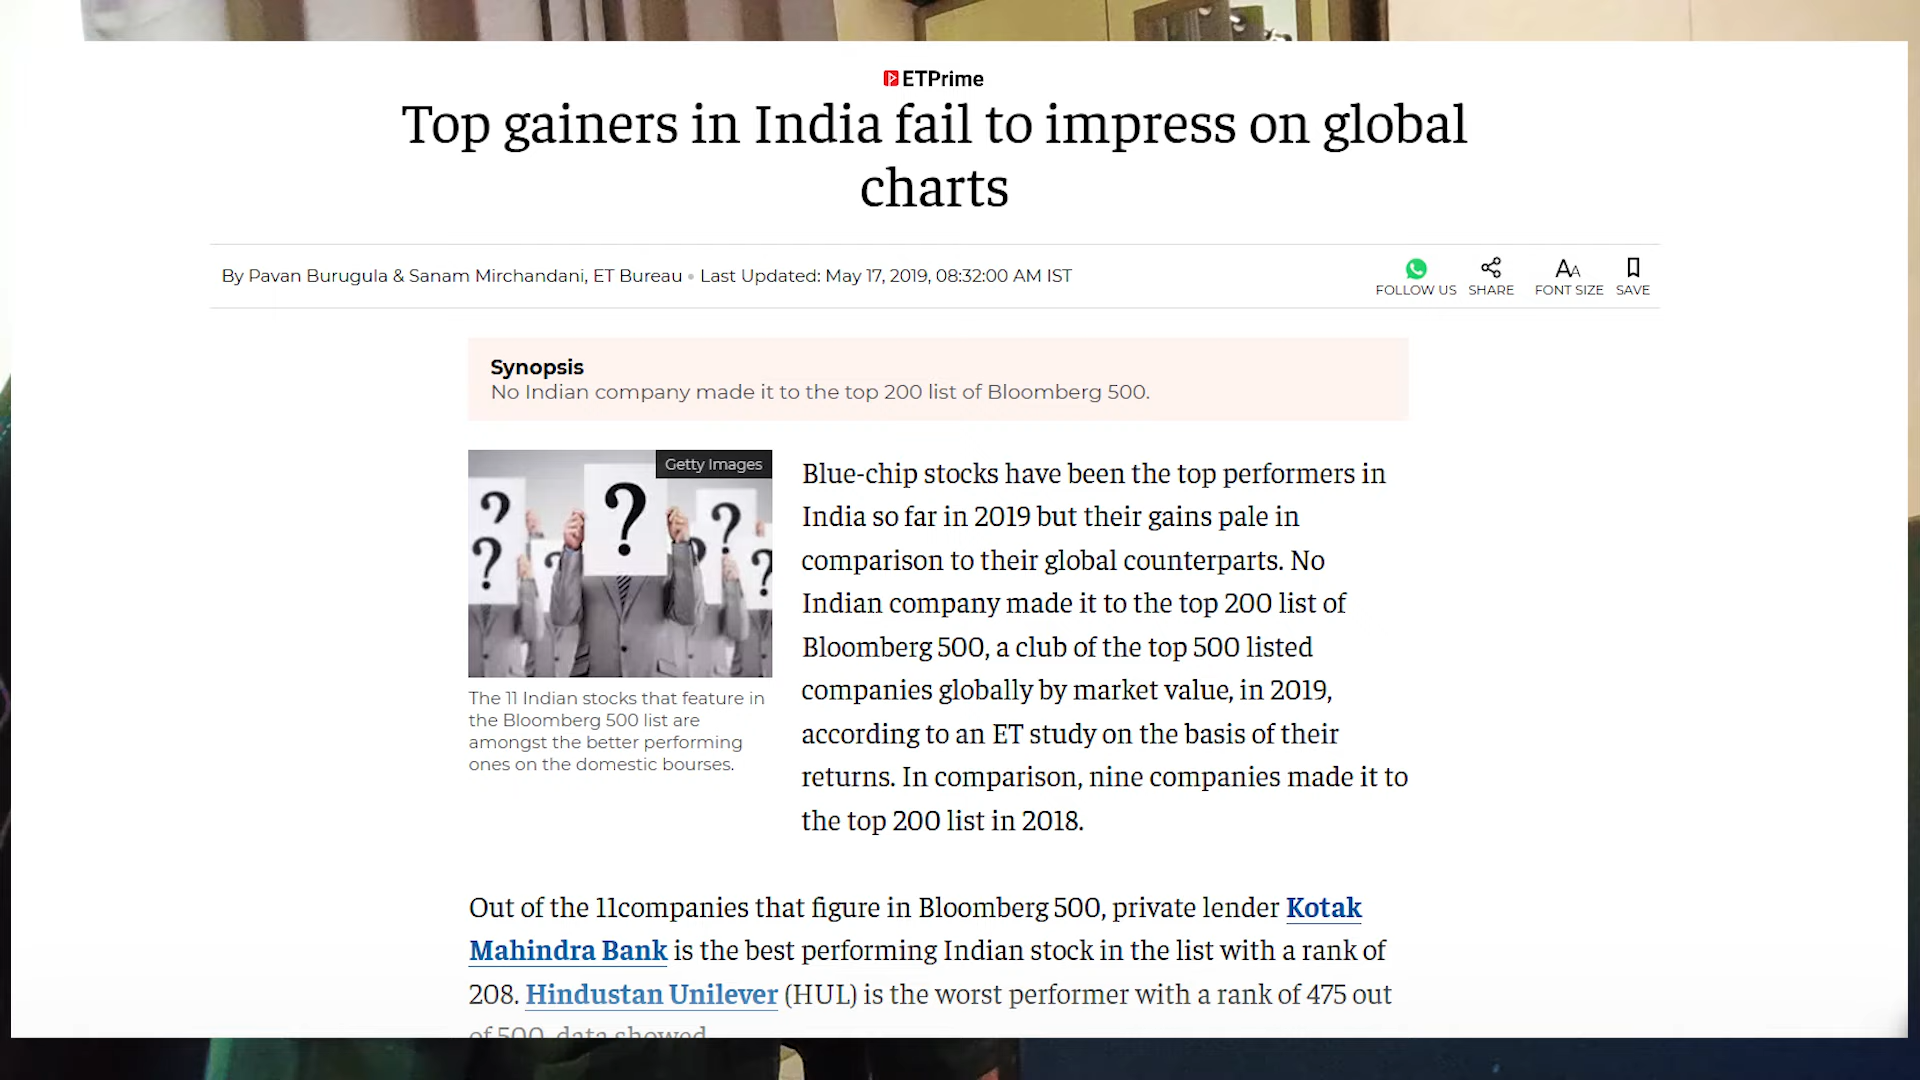 ETPrime
Top gainers in India fail to impress on global
charts
By Pavan Burugula & Sanam Mirchandani, ET Bureau • Last Updated: May 17, 2019, 08:32:00 AM IST
FOLLOW US SHARE AA FONT SIZE SAVE
Synopsis
No Indian company made it to the top 200 list of Bloomberg 500.
Getty Images
? ? ? ? ? ?
The 11 Indian stocks that feature in
the Bloomberg 500 list are
amongst the better performing
ones on the domestic bourses.
Blue-chip stocks have been the top performers in
India so far in 2019 but their gains pale in
comparison to their global counterparts. No
Indian company made it to the top 200 list of
Bloomberg 500, a club of the top 500 listed
companies globally by market value, in 2019,
according to an ET study on the basis of their
returns. In comparison, nine companies made it to
the top 200 list in 2018.
Out of the 11companies that figure in Bloomberg 500, private lender Kotak
Mahindra Bank is the best performing Indian stock in the list with a rank of
208. Hindustan Unilever (HUL) is the worst performer with a rank of 475 out
of 500, data showed.